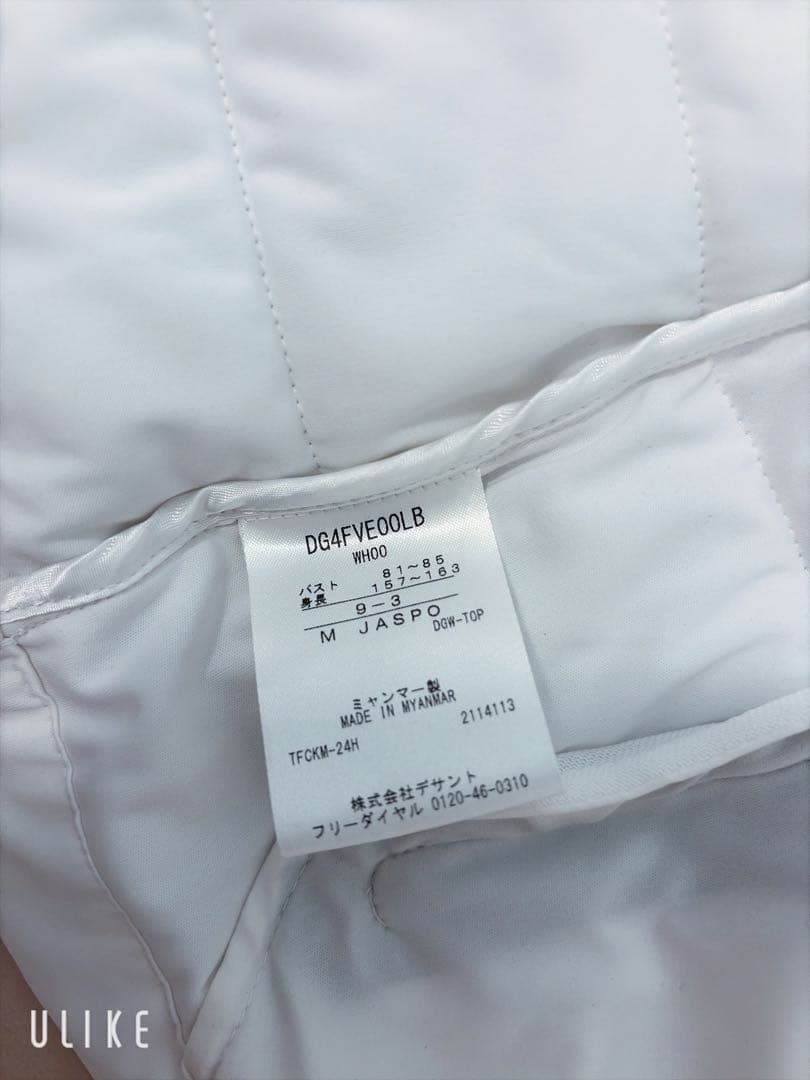 DG4FVE00LB
WH00
バスト 81～85
身長 157～163
9-3
M JASPO
DGW-TOP
ミャンマー製
MADE IN MYANMAR
2114113
TFCKM-24H
株式会社デサント
フリーダイヤル 0120-46-0310
ULIKE